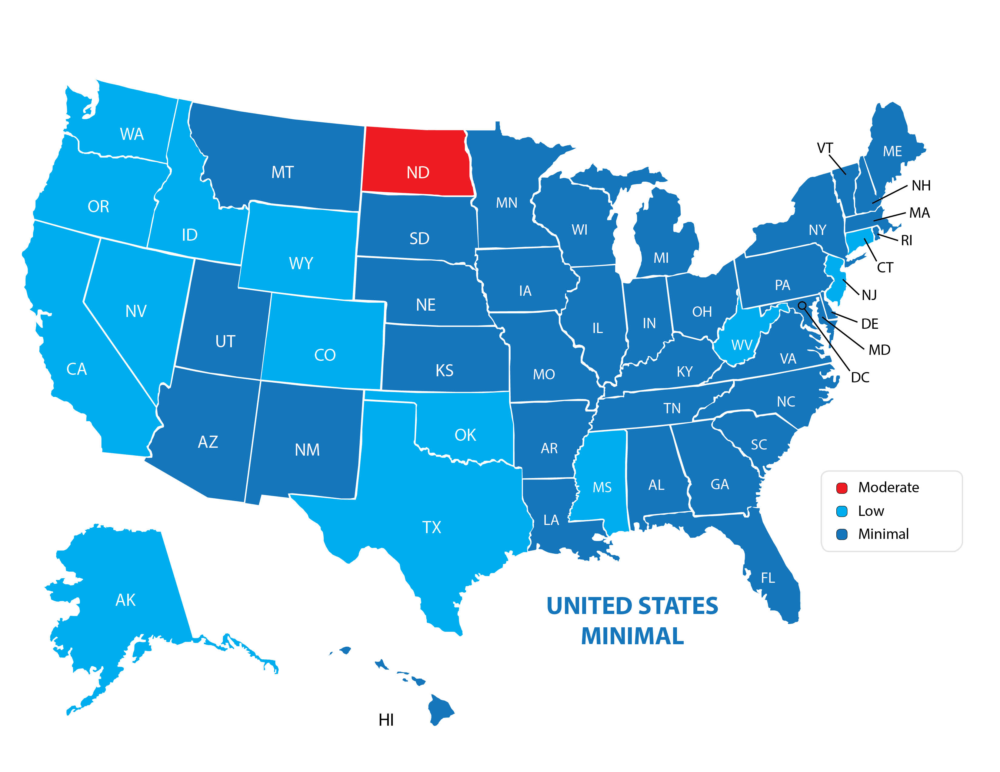 WA
MT
ND
MN
VT
ME
NH
MA
RI
CT
NJ
DE
MD
DC
OR
ID
WY
SD
WI
MI
NY
NV
UT
CO
NE
IA
IL
IN
OH
PA
WV
VA
CA
KS
MO
KY
AZ
NM
OK
AR
TN
NC
SC
TX
LA
MS
AL
GA
FL
AK
HI
Moderate
Low
Minimal
UNITED STATES
MINIMAL